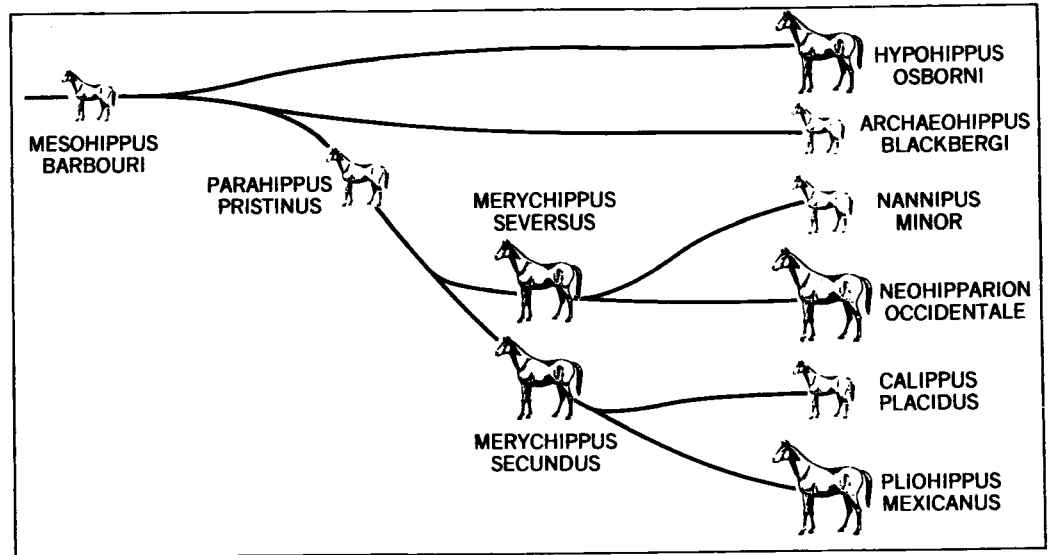 HYPOHIPPUS
OSBORNI
MESOHIPPUS
BARBOURI
ARCHAEOHIPPUS
BLACKBERGI
PARAHIPPUS
PRISTINUS
MERYCHIPPUS
SEVERSUS
NANNIPUS
MINOR
NEOHIPPARION
OCCIDENTALE
MERYCHIPPUS
SECUNDUS
CALIPPUS
PLACIDUS
PLIOHIPPUS
MEXICANUS